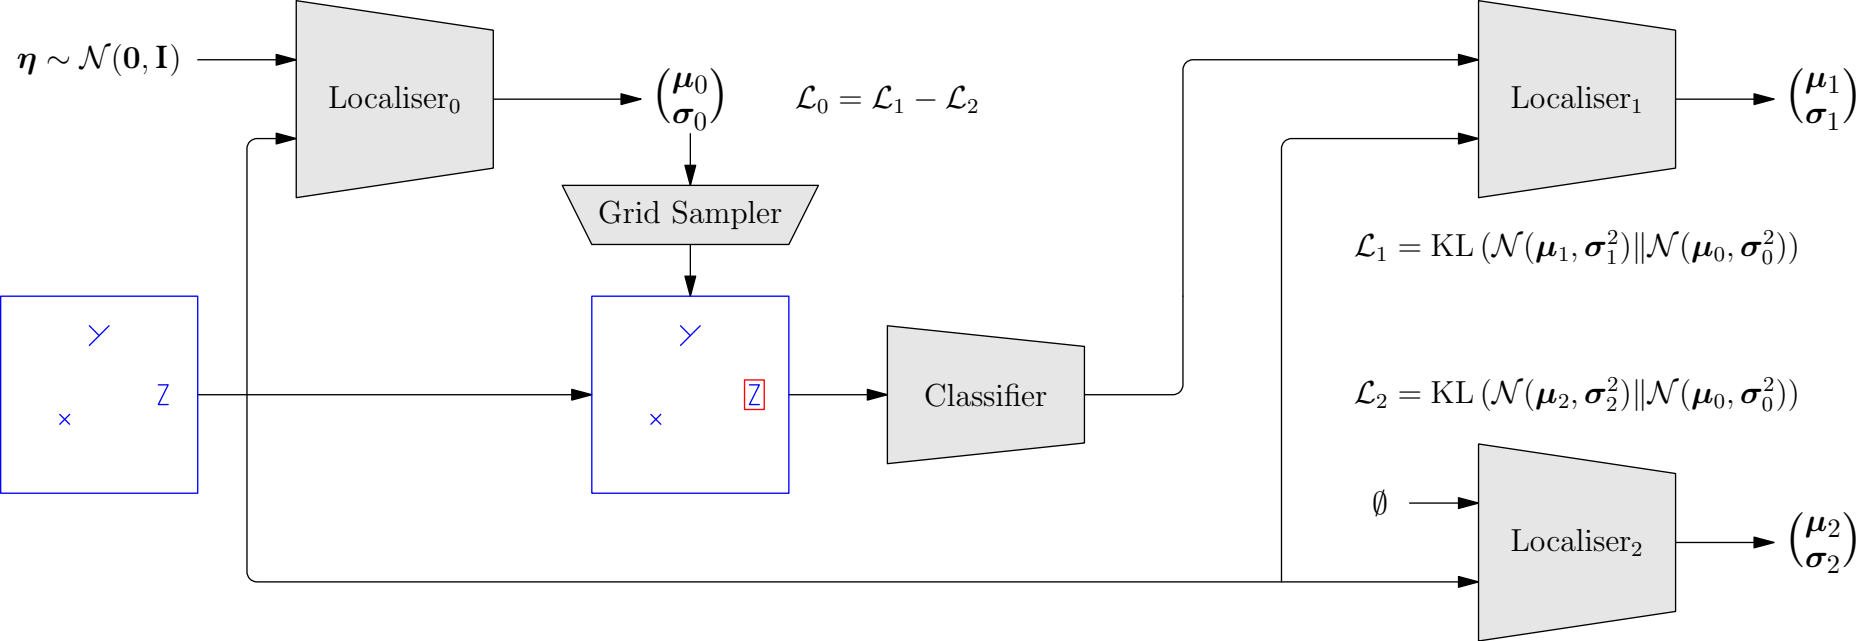 η ∼ 𝒩(0, I)
Localiser₀
(μ₀
σ₀)
ℒ₀ = ℒ₁ − ℒ₂
Localiser₁
(μ₁
σ₁)
Grid Sampler
ℒ₁ = KL (𝒩(μ₁, σ₁²)∥𝒩(μ₀, σ₀²))
Y
Z
×
Y
Z
×
Classifier
ℒ₂ = KL (𝒩(μ₂, σ₂²)∥𝒩(μ₀, σ₀²))
∅
Localiser₂
(μ₂
σ₂)